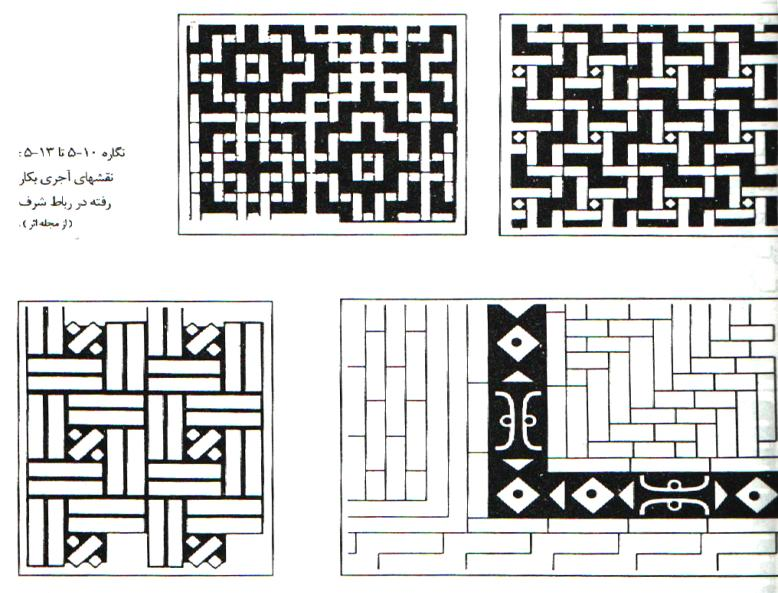 نگاره ۱۰-۵ تا ۱۳-۵ :
نقشهای آجری بکار
رفته در رباط شرف
(از مجله اثر).